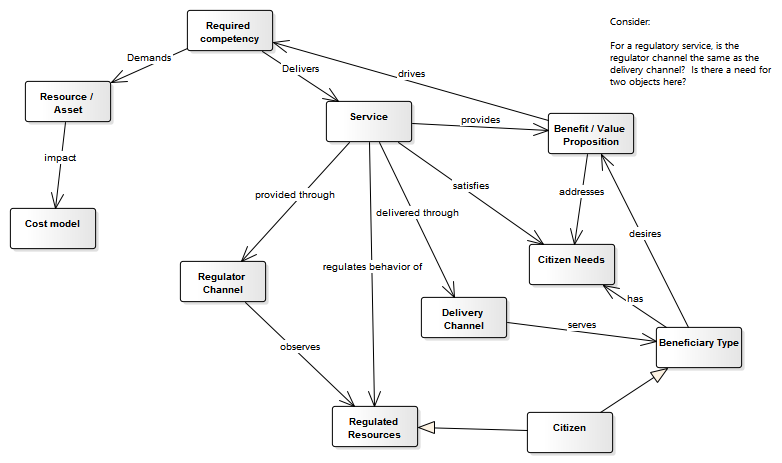 Required
competency
Consider:
For a regulatory service, is the
regulator channel the same as the
delivery channel?  Is there a need for
two objects here?
Demands
Delivers
drives
Resource /
Asset
Service
provides
Benefit / Value
Proposition
impact
provided through
satisfies
addresses
delivered through
desires
Cost model
Regulator
Channel
regulates behavior of
Citizen Needs
has
Delivery
Channel
serves
Beneficiary Type
observes
Regulated
Resources
Citizen